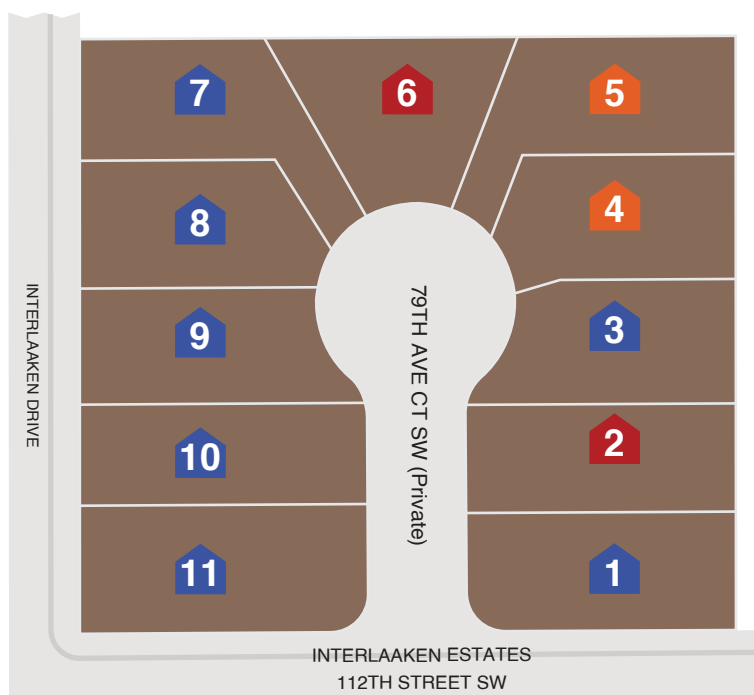 7
6
5
8
4
9
3
10
2
11
1
INTERLAAKEN DRIVE
79TH AVE CT SW (Private)
INTERLAAKEN ESTATES
112TH STREET SW